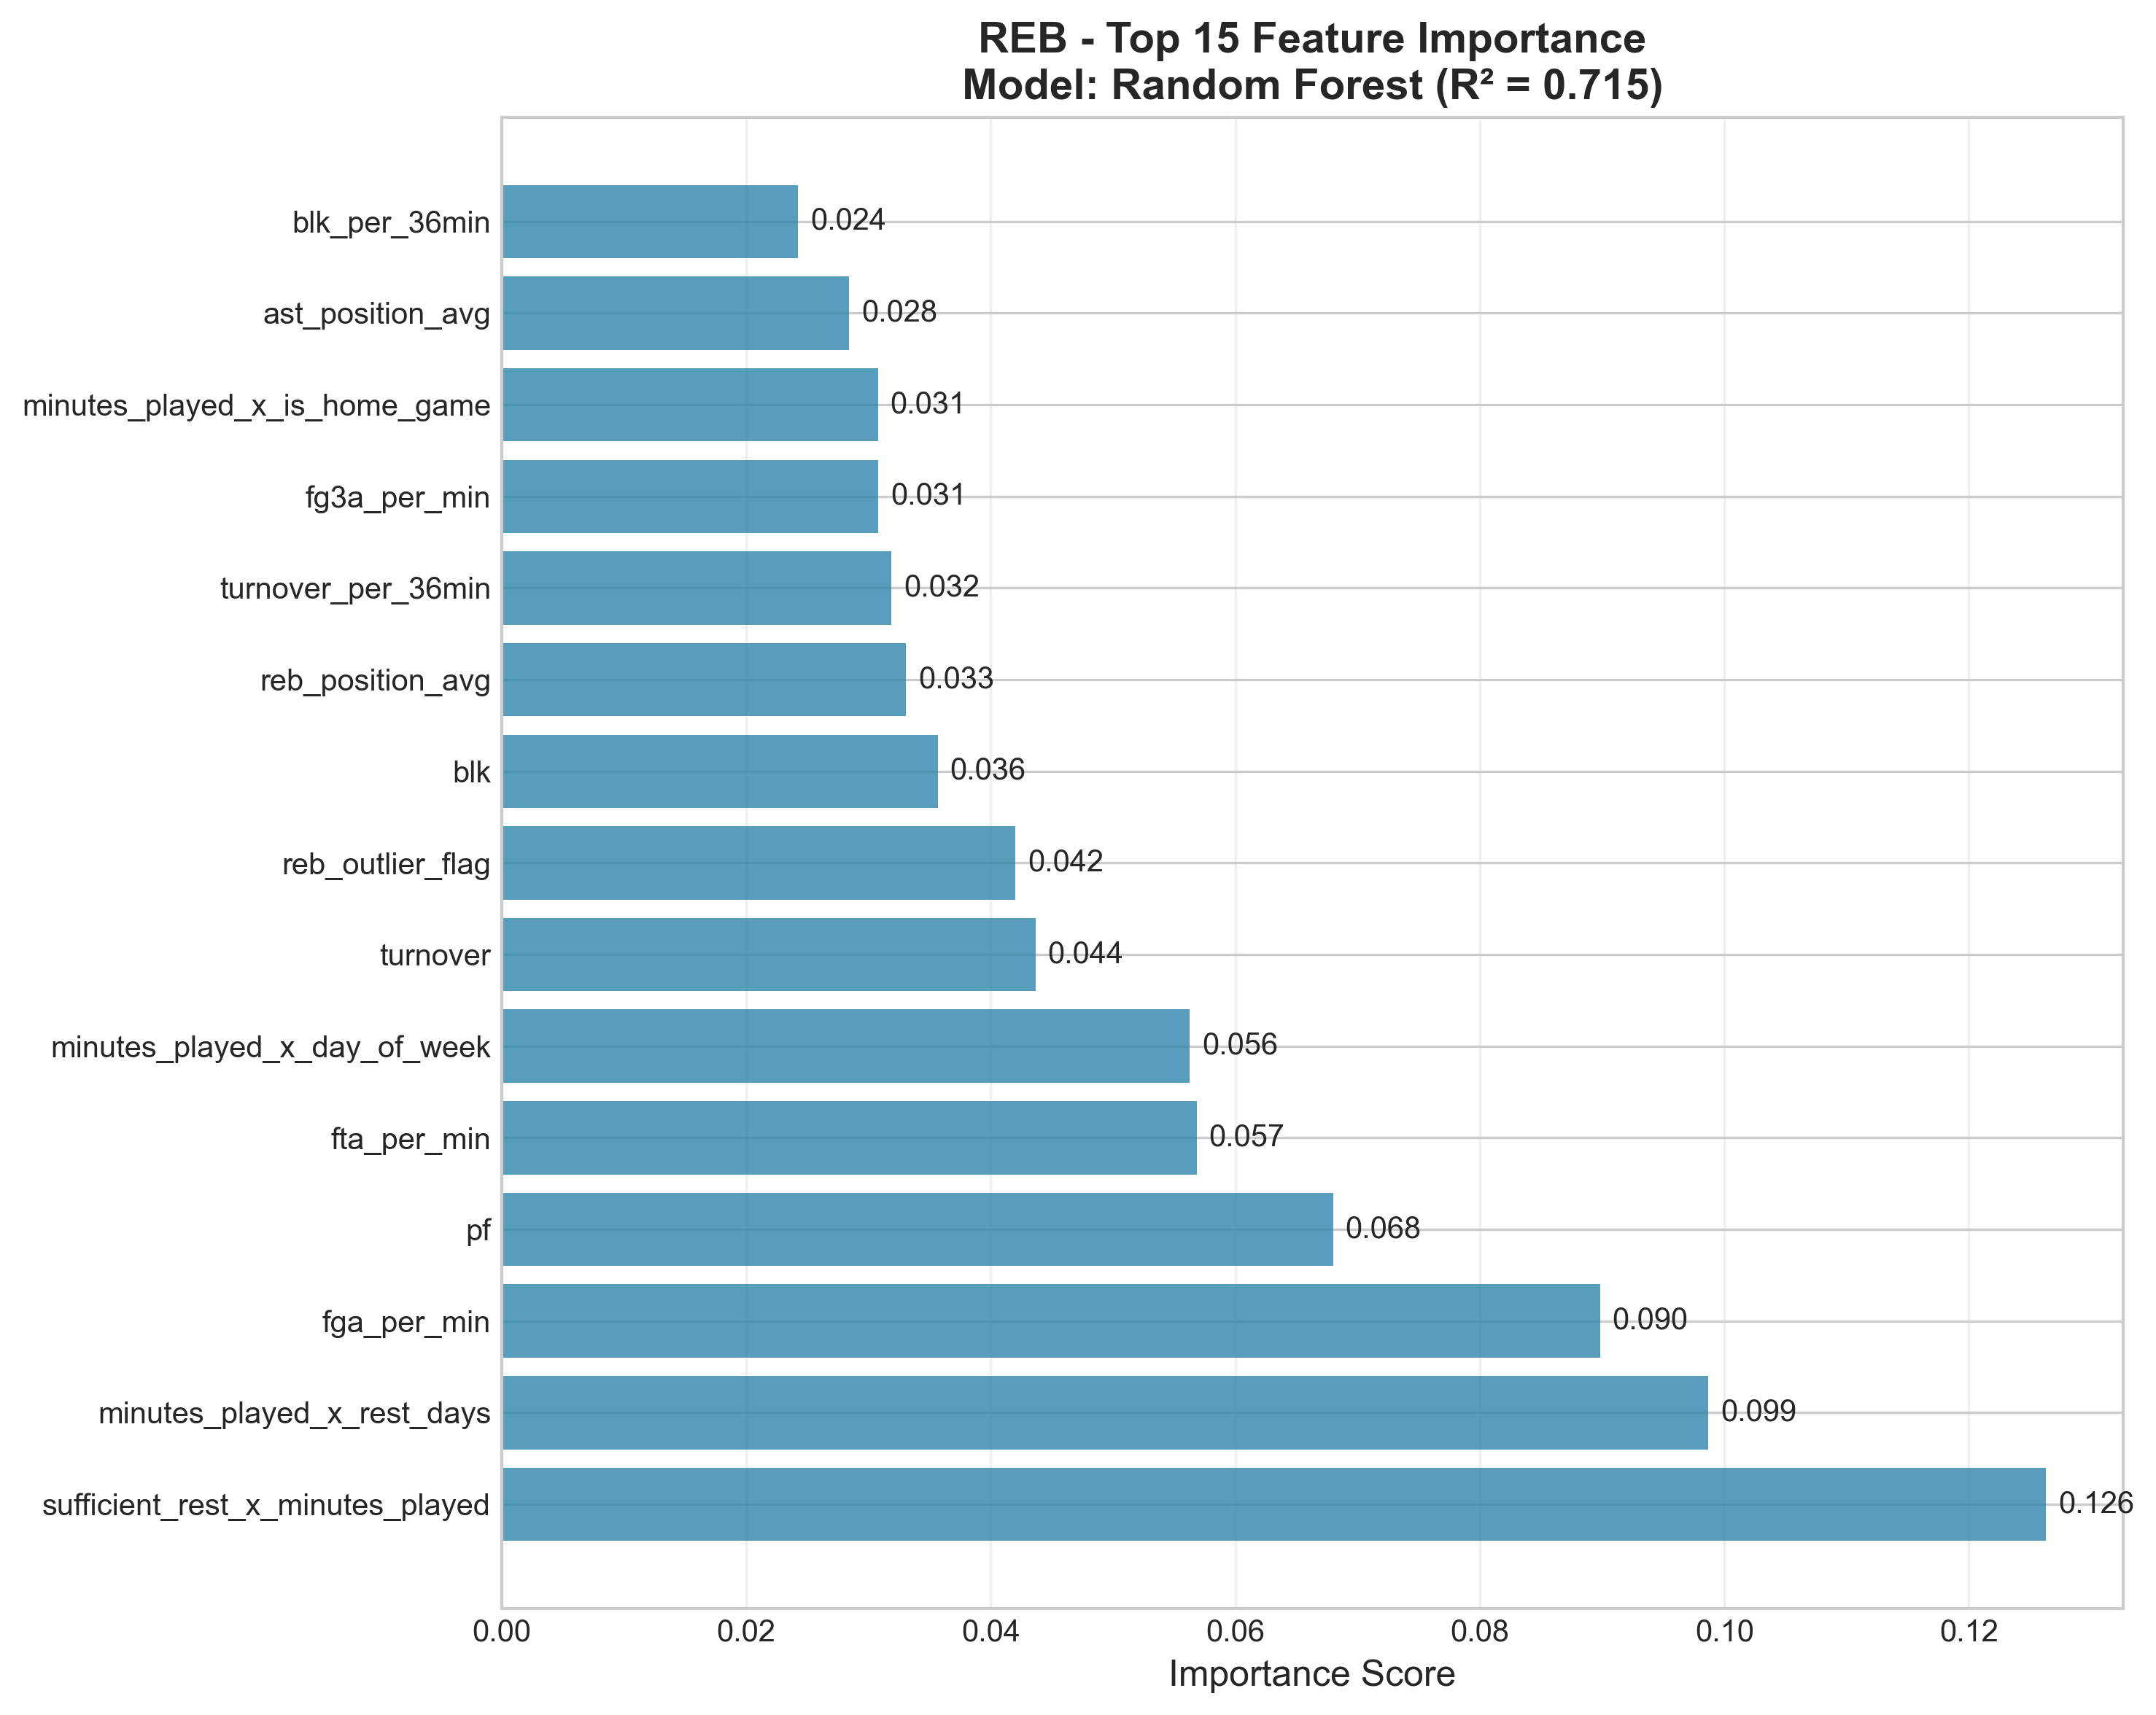 REB - Top 15 Feature Importance
Model: Random Forest (R² = 0.715)
blk_per_36min 0.024
ast_position_avg 0.028
minutes_played_x_is_home_game 0.031
fg3a_per_min 0.031
turnover_per_36min 0.032
reb_position_avg 0.033
blk 0.036
reb_outlier_flag 0.042
turnover 0.044
minutes_played_x_day_of_week 0.056
fta_per_min 0.057
pf 0.068
fga_per_min 0.090
minutes_played_x_rest_days 0.099
sufficient_rest_x_minutes_played 0.126
0.00 0.02 0.04 0.06 0.08 0.10 0.12
Importance Score